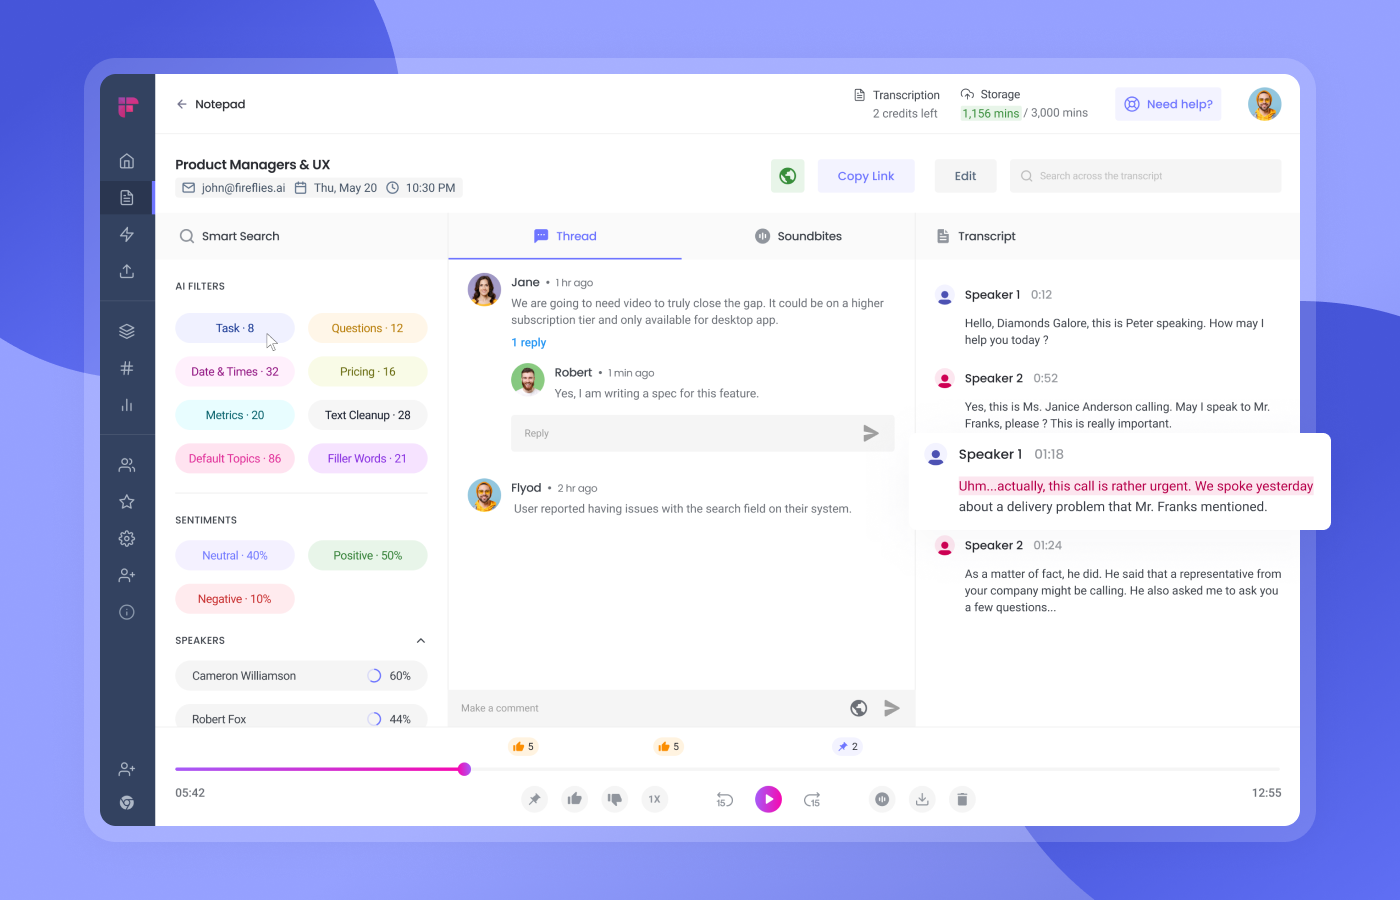 Notepad
Transcription
2 credits left
Storage
1,156 mins / 3,000 mins
Need help?
Product Managers & UX
john@fireflies.ai Thu, May 20 10:30 PM
Copy Link
Edit
Search across the transcript
Smart Search
AI FILTERS
Task · 8
Questions · 12
Date & Times · 32
Pricing · 16
Metrics · 20
Text Cleanup · 28
Default Topics · 86
Filler Words · 21
SENTIMENTS
Neutral · 40%
Positive · 50%
Negative · 10%
SPEAKERS
Cameron Williamson 60%
Robert Fox 44%
Thread
Soundbites
Jane • 1 hr ago
We are going to need video to truly close the gap. It could be on a higher
subscription tier and only available for desktop app.
1 reply
Robert • 1 min ago
Yes, I am writing a spec for this feature.
Reply
Flyod • 2 hr ago
User reported having issues with the search field on their system.
Make a comment
Transcript
Speaker 1 0:12
Hello, Diamonds Galore, this is Peter speaking. How may I
help you today ?
Speaker 2 0:52
Yes, this is Ms. Janice Anderson calling. May I speak to Mr.
Franks, please ? This is really important.
Speaker 1 01:18
Uhm...actually, this call is rather urgent. We spoke yesterday
about a delivery problem that Mr. Franks mentioned.
Speaker 2 01:24
As a matter of fact, he did. He said that a representative from
your company might be calling. He also asked me to ask you
a few questions...
5
5
2
05:42
1X
15
15
12:55